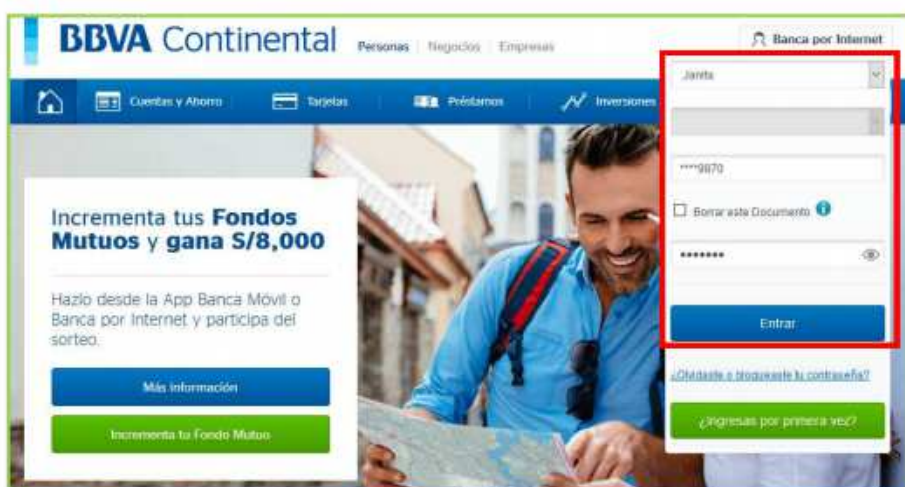 BBVA Continental
Personas Negocios Empresas
Banca por Internet
Cuentas y Ahorro
Tarjetas
Préstamos
Inversiones
Janita
****9870
Borrar este Documento
•••••••
Entrar
¿Olvidaste o bloqueaste tu contraseña?
¿Ingresas por primera vez?
Incrementa tus Fondos
Mutuos y gana S/8,000
Hazlo desde la App Banca Móvil o
Banca por Internet y participa del
sorteo.
Más información
Incrementa tu Fondo Mutuo